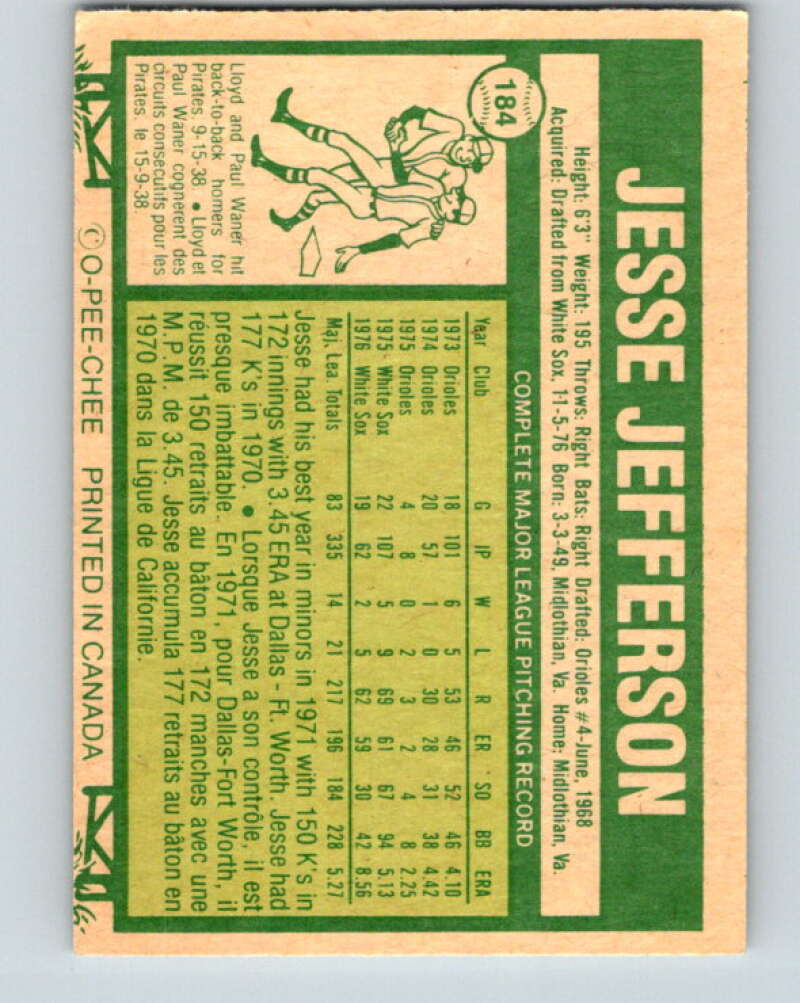 184
JESSE JEFFERSON
Height: 6'3" Weight: 195 Throws: Right Bats: Right Drafted: Orioles #4-June, 1968
Acquired: Drafted from White Sox, 11-5-76 Born: 3-3-49, Midlothian, Va. Home: Midlothian, Va.
COMPLETE MAJOR LEAGUE PITCHING RECORD
Year Club G IP W L R ER SO BB ERA
1973 Orioles 18 101 6 5 53 46 52 46 4.10
1974 Orioles 20 57 1 0 30 28 31 38 4.42
1975 Orioles 4 8 0 2 3 2 4 8 2.25
1975 White Sox 22 107 5 9 69 61 67 94 5.13
1976 White Sox 19 62 2 5 62 59 30 42 8.56
Maj. Lea. Totals 83 335 14 21 217 196 184 228 5.27
Jesse had his best year in minors in 1971 with 150 K's in
172 innings with 3.45 ERA at Dallas - Ft. Worth. Jesse had
177 K's in 1970. • Lorsque Jesse a son contrôle, il est
presque imbattable. En 1971, pour Dallas-Fort Worth, il
réussit 150 retraits au bâton en 172 manches avec une
M.P.M. de 3.45. Jesse accumula 177 retraits au bâton en
1970 dans la Ligue de Californie.
Lloyd and Paul Waner hit
back-to-back homers for
Pirates. 9-15-38 • Lloyd et
Paul Waner cognerent des
circuits consecutifs pour les
Pirates. le 15-9-38.
© O-PEE-CHEE PRINTED IN CANADA